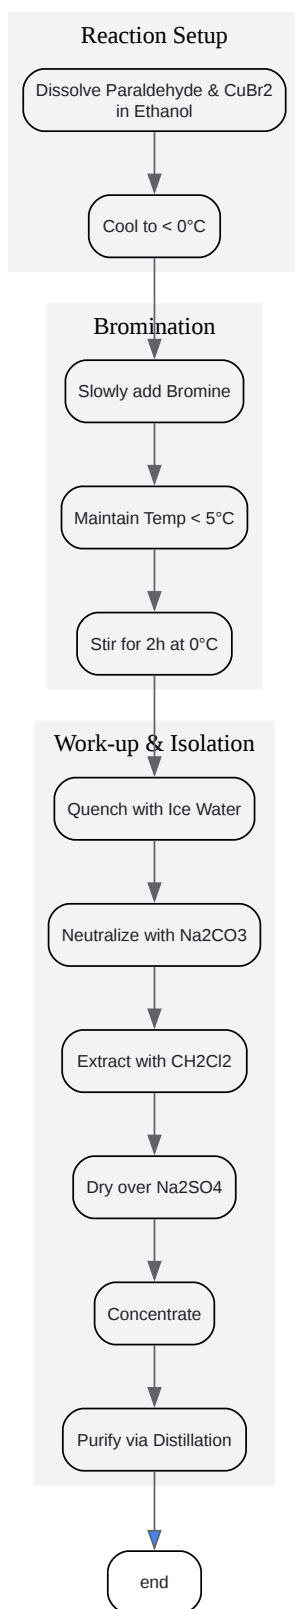 Reaction Setup
Dissolve Paraldehyde & CuBr2
in Ethanol
Cool to < 0°C
Bromination
Slowly add Bromine
Maintain Temp < 5°C
Stir for 2h at 0°C
Work-up & Isolation
Quench with Ice Water
Neutralize with Na2CO3
Extract with CH2Cl2
Dry over Na2SO4
Concentrate
Purify via Distillation
end